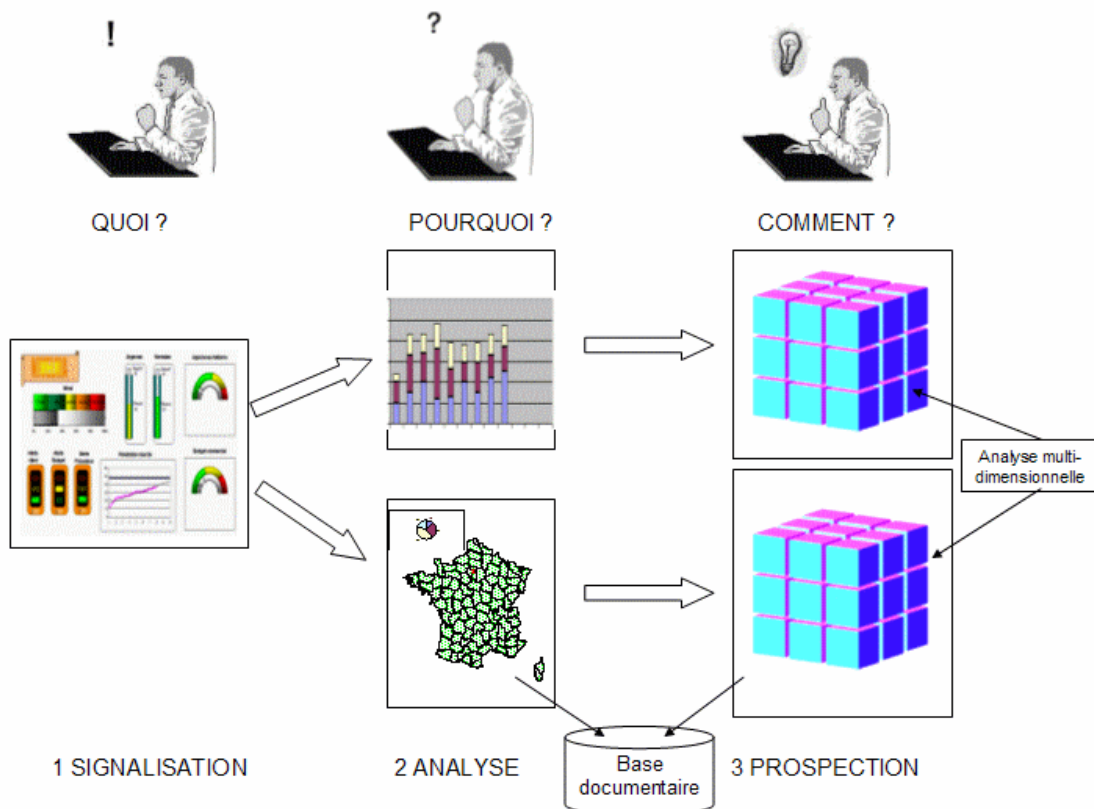 !
?
QUOI ?
POURQUOI ?
COMMENT ?
Analyse multi-
dimensionnelle
1 SIGNALISATION
2 ANALYSE
Base
documentaire
3 PROSPECTION